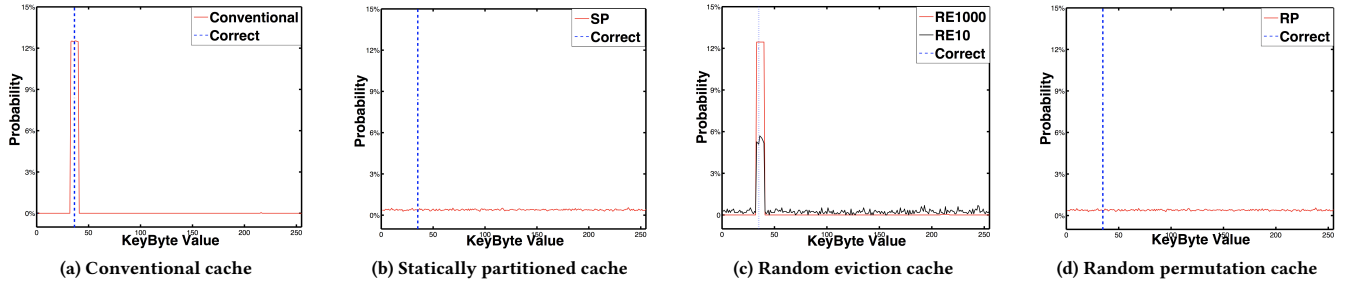 15%
12%
9%
6%
3%
0%
Probability
0
50
100
150
200
250
KeyByte Value
Conventional
Correct
(a) Conventional cache
15%
12%
9%
6%
3%
0%
Probability
0
50
100
150
200
250
KeyByte Value
SP
Correct
(b) Statically partitioned cache
15%
12%
9%
6%
3%
0
Probability
0
50
100
150
200
250
KeyByte Value
RE1000
RE10
Correct
(c) Random eviction cache
15%
12%
9%
6%
3%
0%
Probability
0
50
100
150
200
250
KeyByte Value
RP
Correct
(d) Random permutation cache